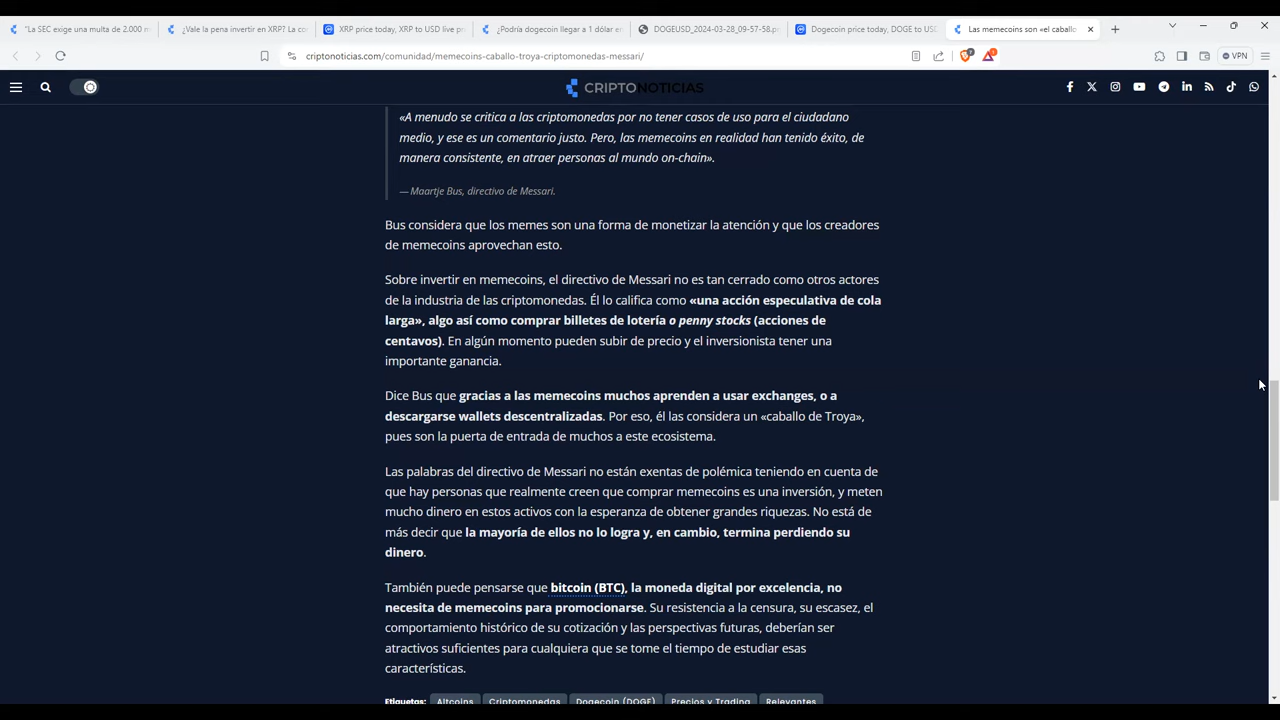 "La SEC exige una multa de 2.000 m
¿Vale la pena invertir en XRP? La co
XRP price today, XRP to USD live pr
¿Podría dogecoin llegar a 1 dólar en
DOGEUSD_2024-03-28_09-57-58.p
Dogecoin price today, DOGE to USD
Las memecoins son «el caballo
criptonoticias.com/comunidad/memecoins-caballo-troya-criptomonedas-messari/
VPN
CRIPTONOTICIAS
«A menudo se critica a las criptomonedas por no tener casos de uso para el ciudadano
medio, y ese es un comentario justo. Pero, las memecoins en realidad han tenido éxito, de
manera consistente, en atraer personas al mundo on-chain».
— Maartje Bus, directivo de Messari.
Bus considera que los memes son una forma de monetizar la atención y que los creadores
de memecoins aprovechan esto.
Sobre invertir en memecoins, el directivo de Messari no es tan cerrado como otros actores
de la industria de las criptomonedas. Él lo califica como «una acción especulativa de cola
larga», algo así como comprar billetes de lotería o penny stocks (acciones de
centavos). En algún momento pueden subir de precio y el inversionista tener una
importante ganancia.
Dice Bus que gracias a las memecoins muchos aprenden a usar exchanges, o a
descargarse wallets descentralizadas. Por eso, él las considera un «caballo de Troya»,
pues son la puerta de entrada de muchos a este ecosistema.
Las palabras del directivo de Messari no están exentas de polémica teniendo en cuenta de
que hay personas que realmente creen que comprar memecoins es una inversión, y meten
mucho dinero en estos activos con la esperanza de obtener grandes riquezas. No está de
más decir que la mayoría de ellos no lo logra y, en cambio, termina perdiendo su
dinero.
También puede pensarse que bitcoin (BTC), la moneda digital por excelencia, no
necesita de memecoins para promocionarse. Su resistencia a la censura, su escasez, el
comportamiento histórico de su cotización y las perspectivas futuras, deberían ser
atractivos suficientes para cualquiera que se tome el tiempo de estudiar esas
características.
Etiquetas: Altcoins Criptomonedas Dogecoin (DOGE) Precios y Trading Relevantes